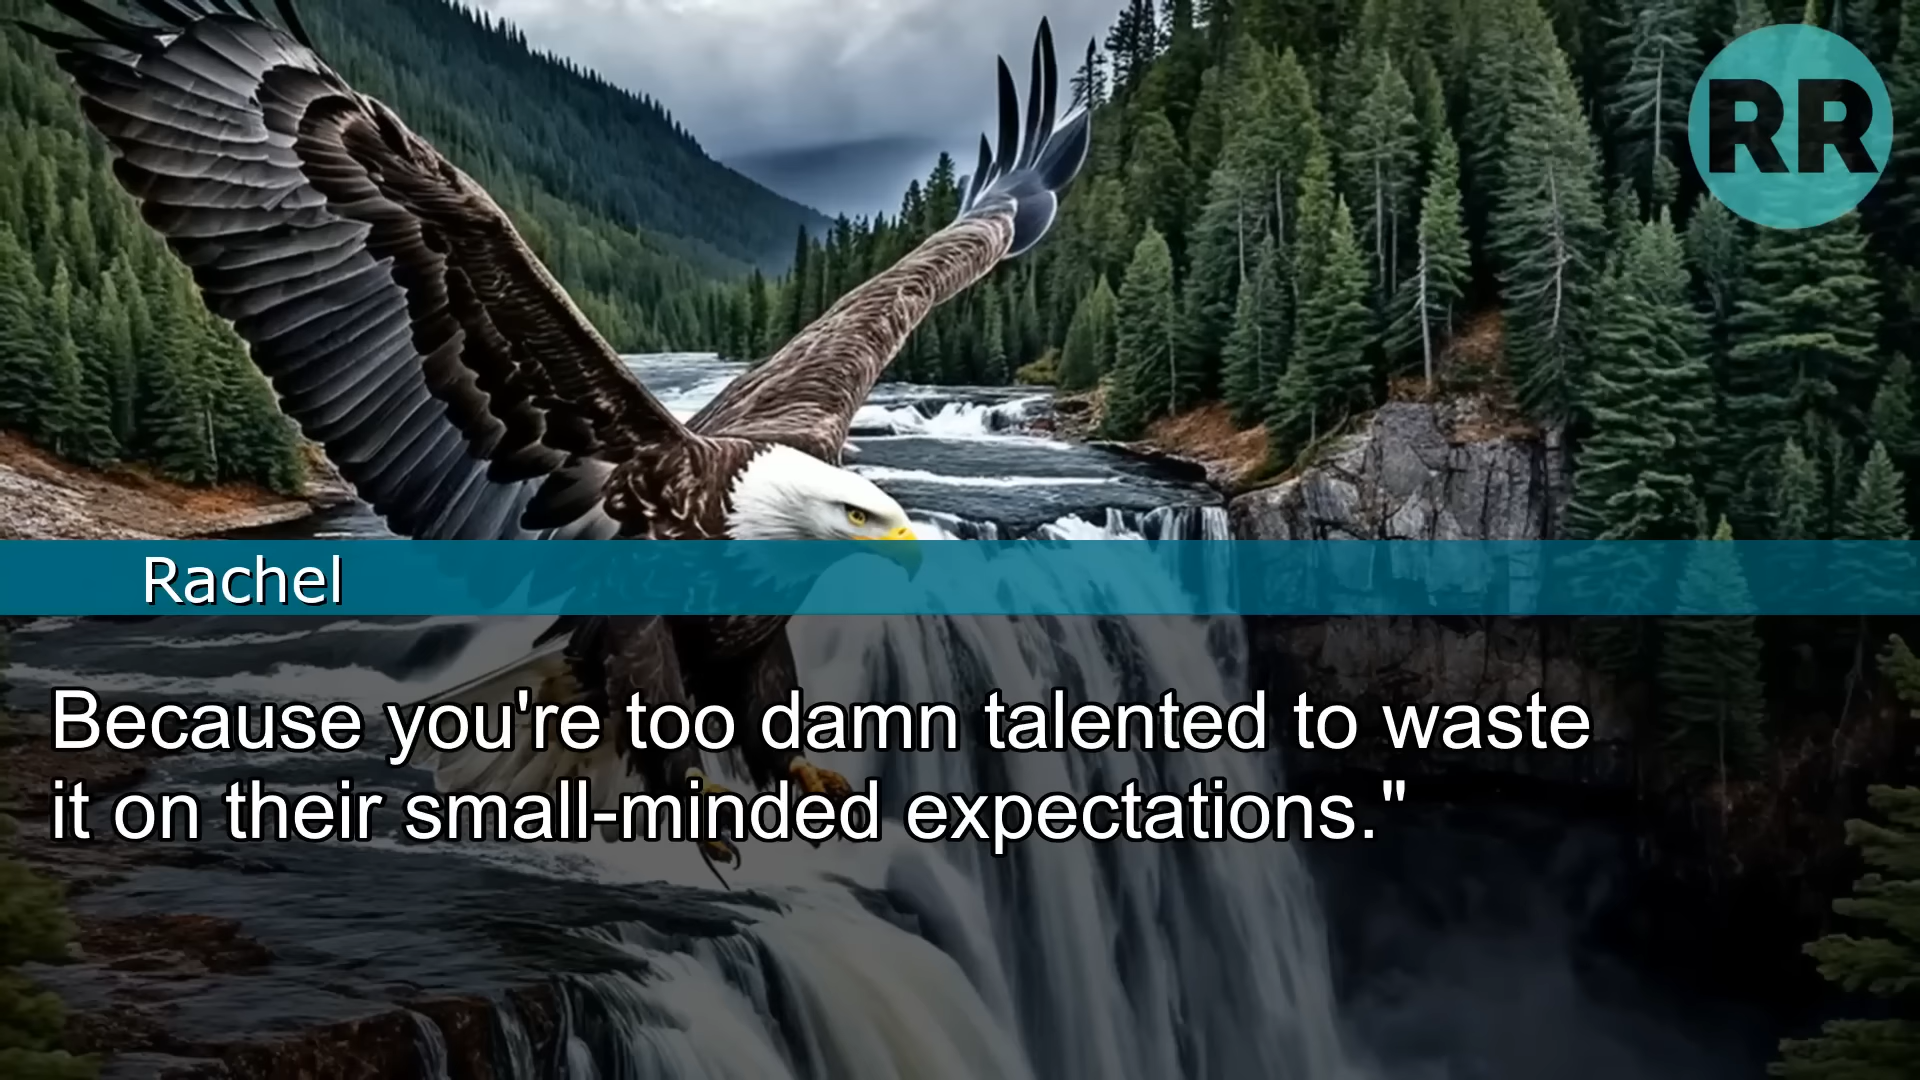 RR
Rachel
Because you're too damn talented to waste
it on their small-minded expectations."